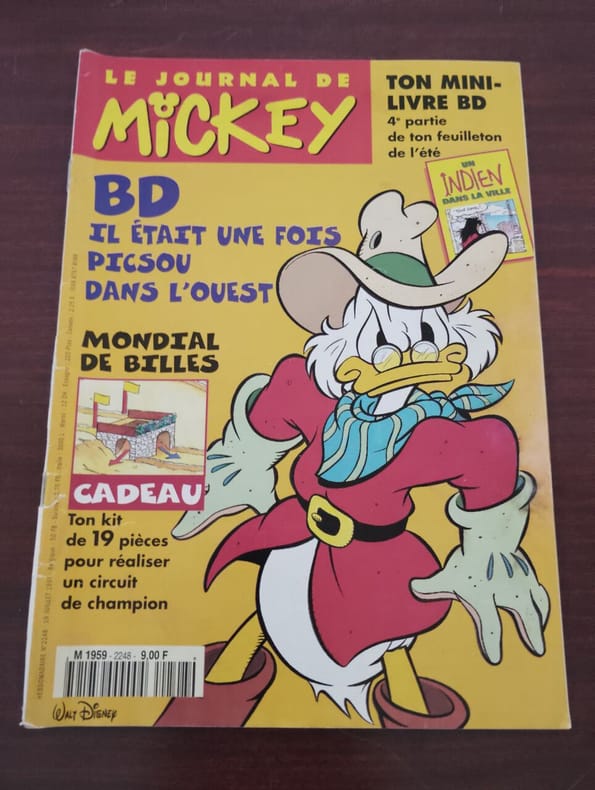 LE JOURNAL DE
MiCKEY
TON MINI-
LIVRE BD
4e partie
de ton feuilleton
de l'été
UN
INDIEN
DANS LA VILLE
BD
IL ÉTAIT UNE FOIS
PICSOU
DANS L'OUEST
MONDIAL
DE BILLES
CADEAU
Ton kit
de 19 pièces
pour réaliser
un circuit
de champion
M 1959 - 2248 - 9,00 F
WALT DISNEY
HEBDOMADAIRE N°2248